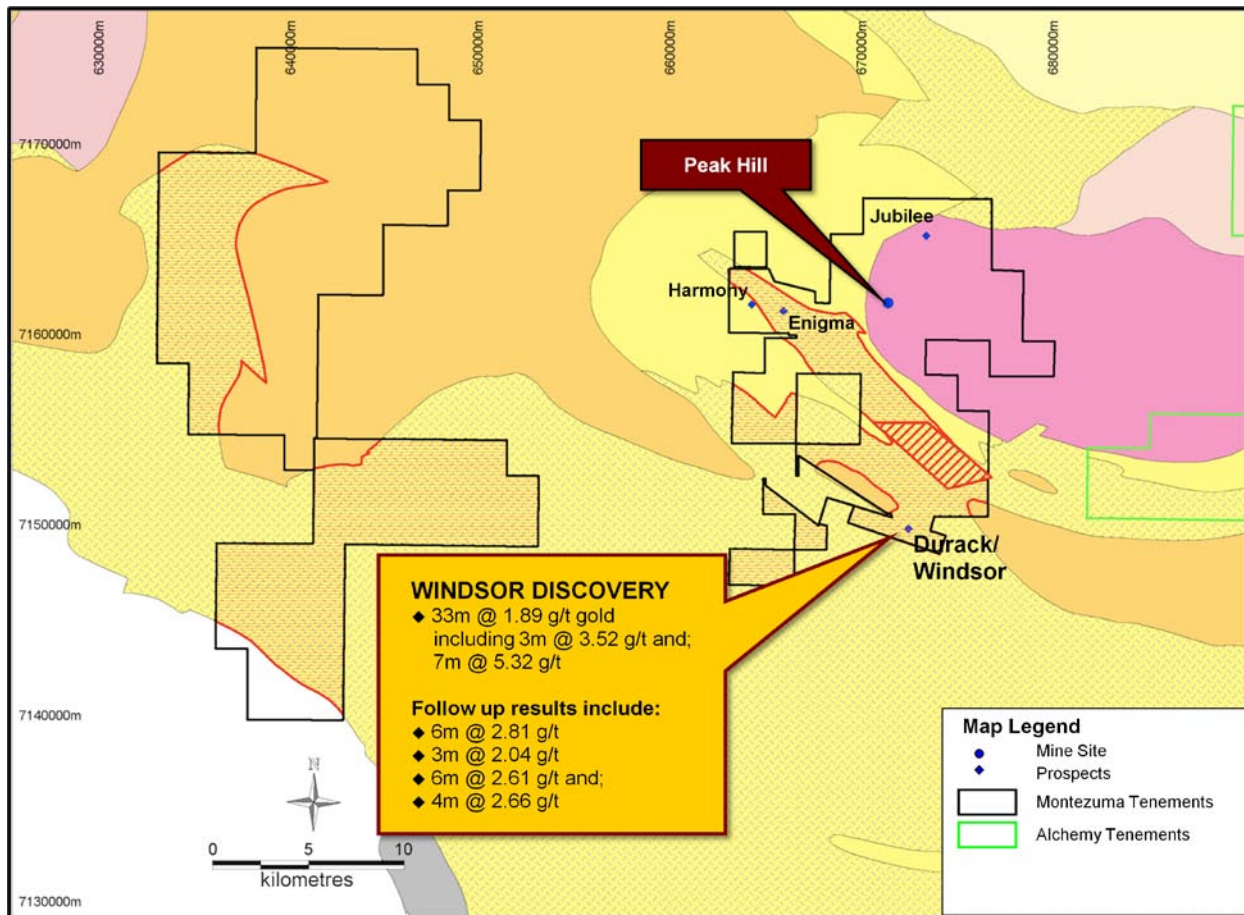 630000m
640000m
650000m
660000m
670000m
680000m
7170000m
Peak Hill
Jubilee
Harmony
Enigma
7160000m
7150000m
Durack/
Windsor
WINDSOR DISCOVERY
◆ 33m @ 1.89 g/t gold
including 3m @ 3.52 g/t and;
7m @ 5.32 g/t
Follow up results include:
◆ 6m @ 2.81 g/t
◆ 3m @ 2.04 g/t
◆ 6m @ 2.61 g/t and;
◆ 4m @ 2.66 g/t
7140000m
N
0 5 10
kilometres
7130000m
Map Legend
Mine Site
Prospects
Montezuma Tenements
Alchemy Tenements